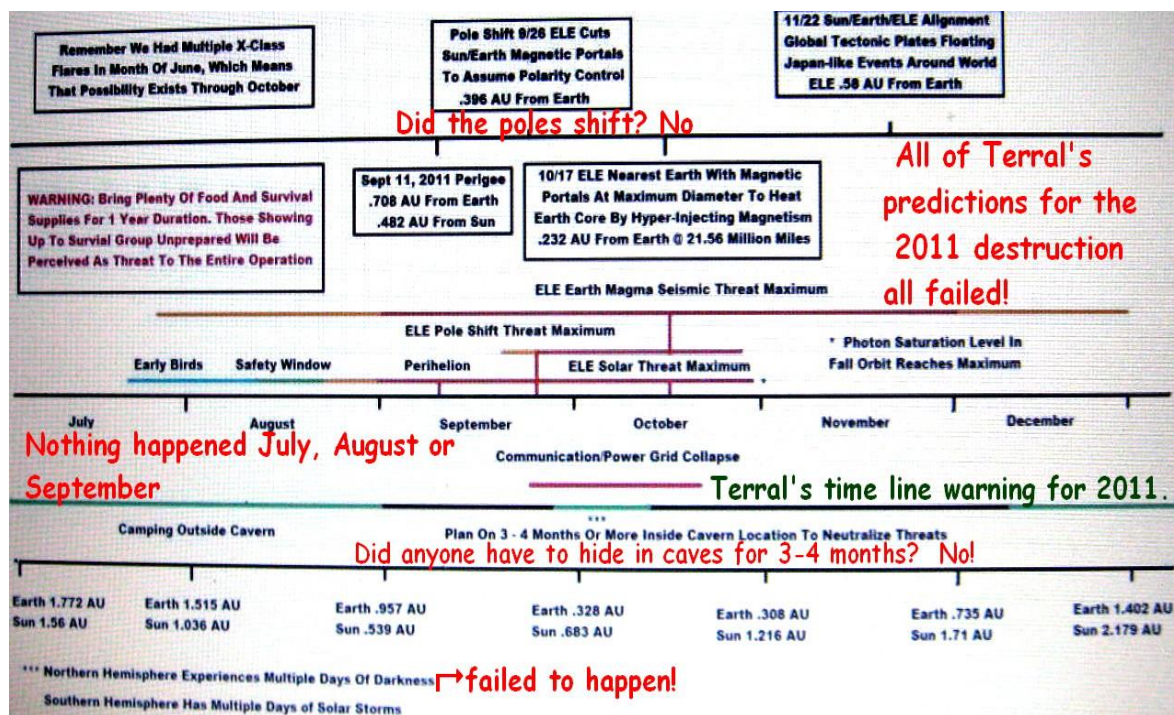 Remember We Had Multiple X-Class
Flares In Month Of June, Which Means
That Possibility Exists Through October
Pole Shift 9/26 ELE Cuts
Sun/Earth Magnetic Portals
To Assume Polarity Control
.396 AU From Earth
11/22 Sun/Earth/ELE Alignment
Global Tectonic Plates Floating
Japan-like Events Around World
ELE .58 AU From Earth
Did the poles shift? No
WARNING: Bring Plenty Of Food And Survival
Supplies For 1 Year Duration. Those Showing
Up To Survial Group Unprepared Will Be
Perceived As Threat To The Entire Operation
Sept 11, 2011 Perigee
.708 AU From Earth
.482 AU From Sun
10/17 ELE Nearest Earth With Magnetic
Portals At Maximum Diameter To Heat
Earth Core By Hyper-Injecting Magnetism
.232 AU From Earth @ 21.56 Million Miles
All of Terral's
predictions for the
2011 destruction
all failed!
ELE Earth Magma Seismic Threat Maximum
ELE Pole Shift Threat Maximum
* Photon Saturation Level In
Fall Orbit Reaches Maximum
Early Birds Safety Window Perihelion ELE Solar Threat Maximum *
July August September October November December
Nothing happened July, August or
September
Communication/Power Grid Collapse
Terral's time line warning for 2011.
Camping Outside Cavern
***
Plan On 3 - 4 Months Or More Inside Cavern Location To Neutralize Threats
Did anyone have to hide in caves for 3-4 months? No!
Earth 1.772 AU Earth 1.515 AU Earth .957 AU Earth .328 AU Earth .308 AU Earth .735 AU Earth 1.402 AU
Sun 1.56 AU Sun 1.036 AU Sun .539 AU Sun .683 AU Sun 1.216 AU Sun 1.71 AU Sun 2.179 AU
*** Northern Hemisphere Experiences Multiple Days Of Darkness failed to happen!
Southern Hemisphere Has Multiple Days of Solar Storms